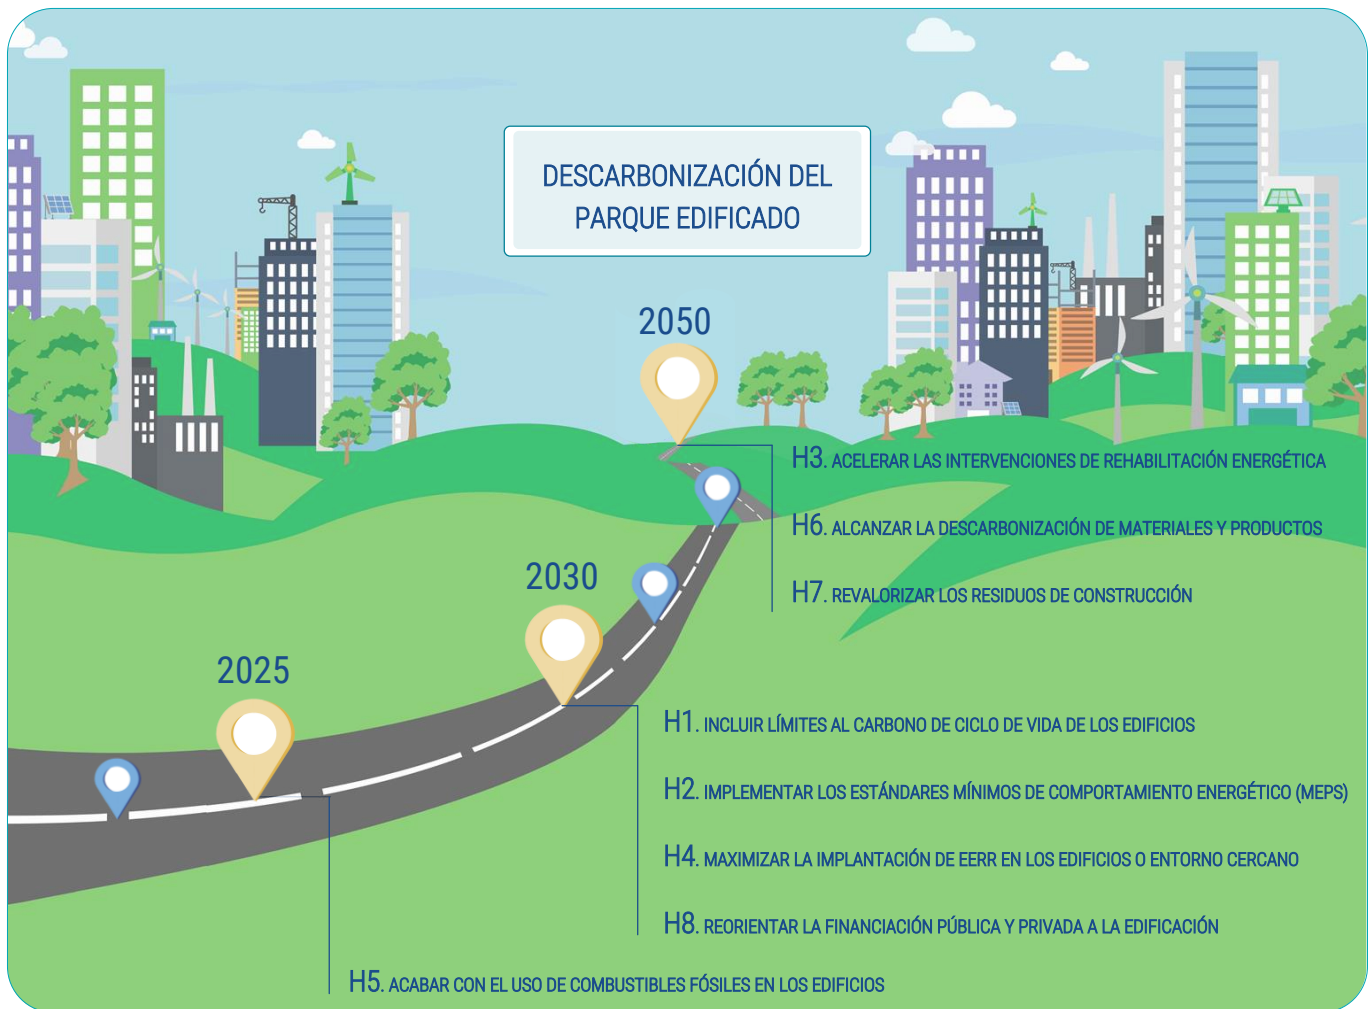 DESCARBONIZACIÓN DEL
PARQUE EDIFICADO
2050
H3. ACELERAR LAS INTERVENCIONES DE REHABILITACIÓN ENERGÉTICA
H6. ALCANZAR LA DESCARBONIZACIÓN DE MATERIALES Y PRODUCTOS
H7. REVALORIZAR LOS RESIDUOS DE CONSTRUCCIÓN
2030
H1. INCLUIR LÍMITES AL CARBONO DE CICLO DE VIDA DE LOS EDIFICIOS
H2. IMPLEMENTAR LOS ESTÁNDARES MÍNIMOS DE COMPORTAMIENTO ENERGÉTICO (MEPS)
H4. MAXIMIZAR LA IMPLANTACIÓN DE EERR EN LOS EDIFICIOS O ENTORNO CERCANO
H8. REORIENTAR LA FINANCIACIÓN PÚBLICA Y PRIVADA A LA EDIFICACIÓN
2025
H5. ACABAR CON EL USO DE COMBUSTIBLES FÓSILES EN LOS EDIFICIOS